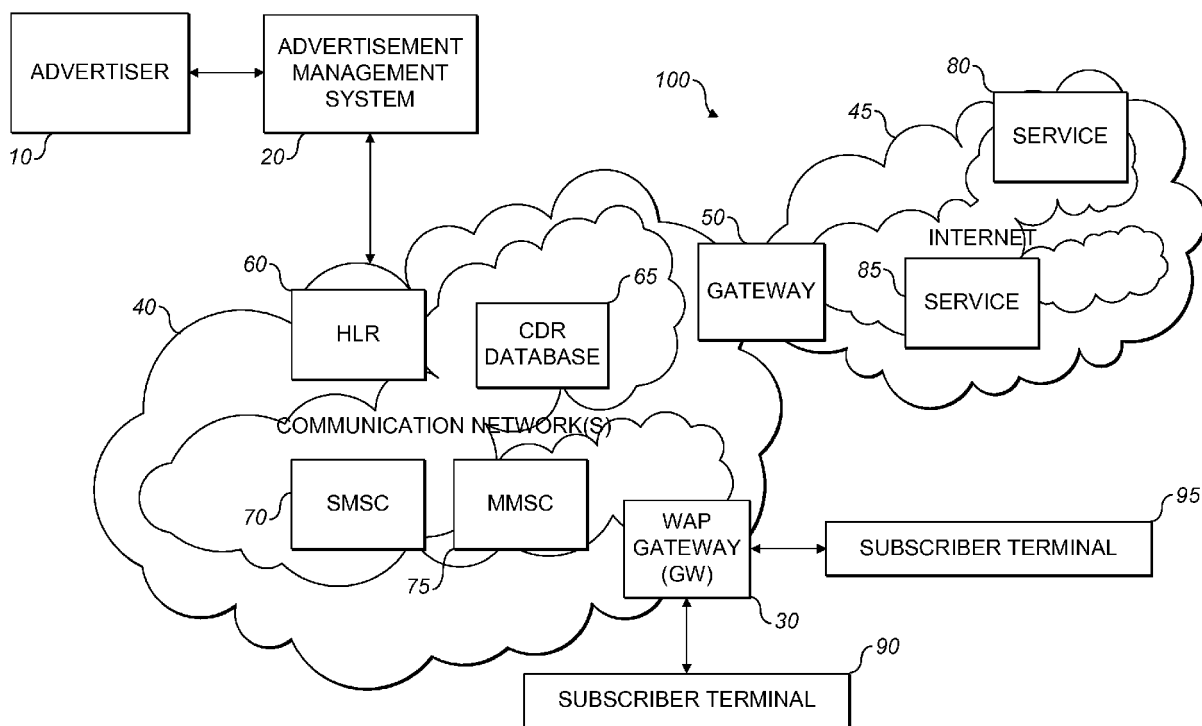 ADVERTISER
10
ADVERTISEMENT
MANAGEMENT
SYSTEM
20
100
80
SERVICE
45
INTERNET
85
SERVICE
50
GATEWAY
60
HLR
65
CDR
DATABASE
40
COMMUNICATION NETWORK(S)
70
SMSC
MMSC
75
WAP
GATEWAY
(GW)
30
95
SUBSCRIBER TERMINAL
90
SUBSCRIBER TERMINAL